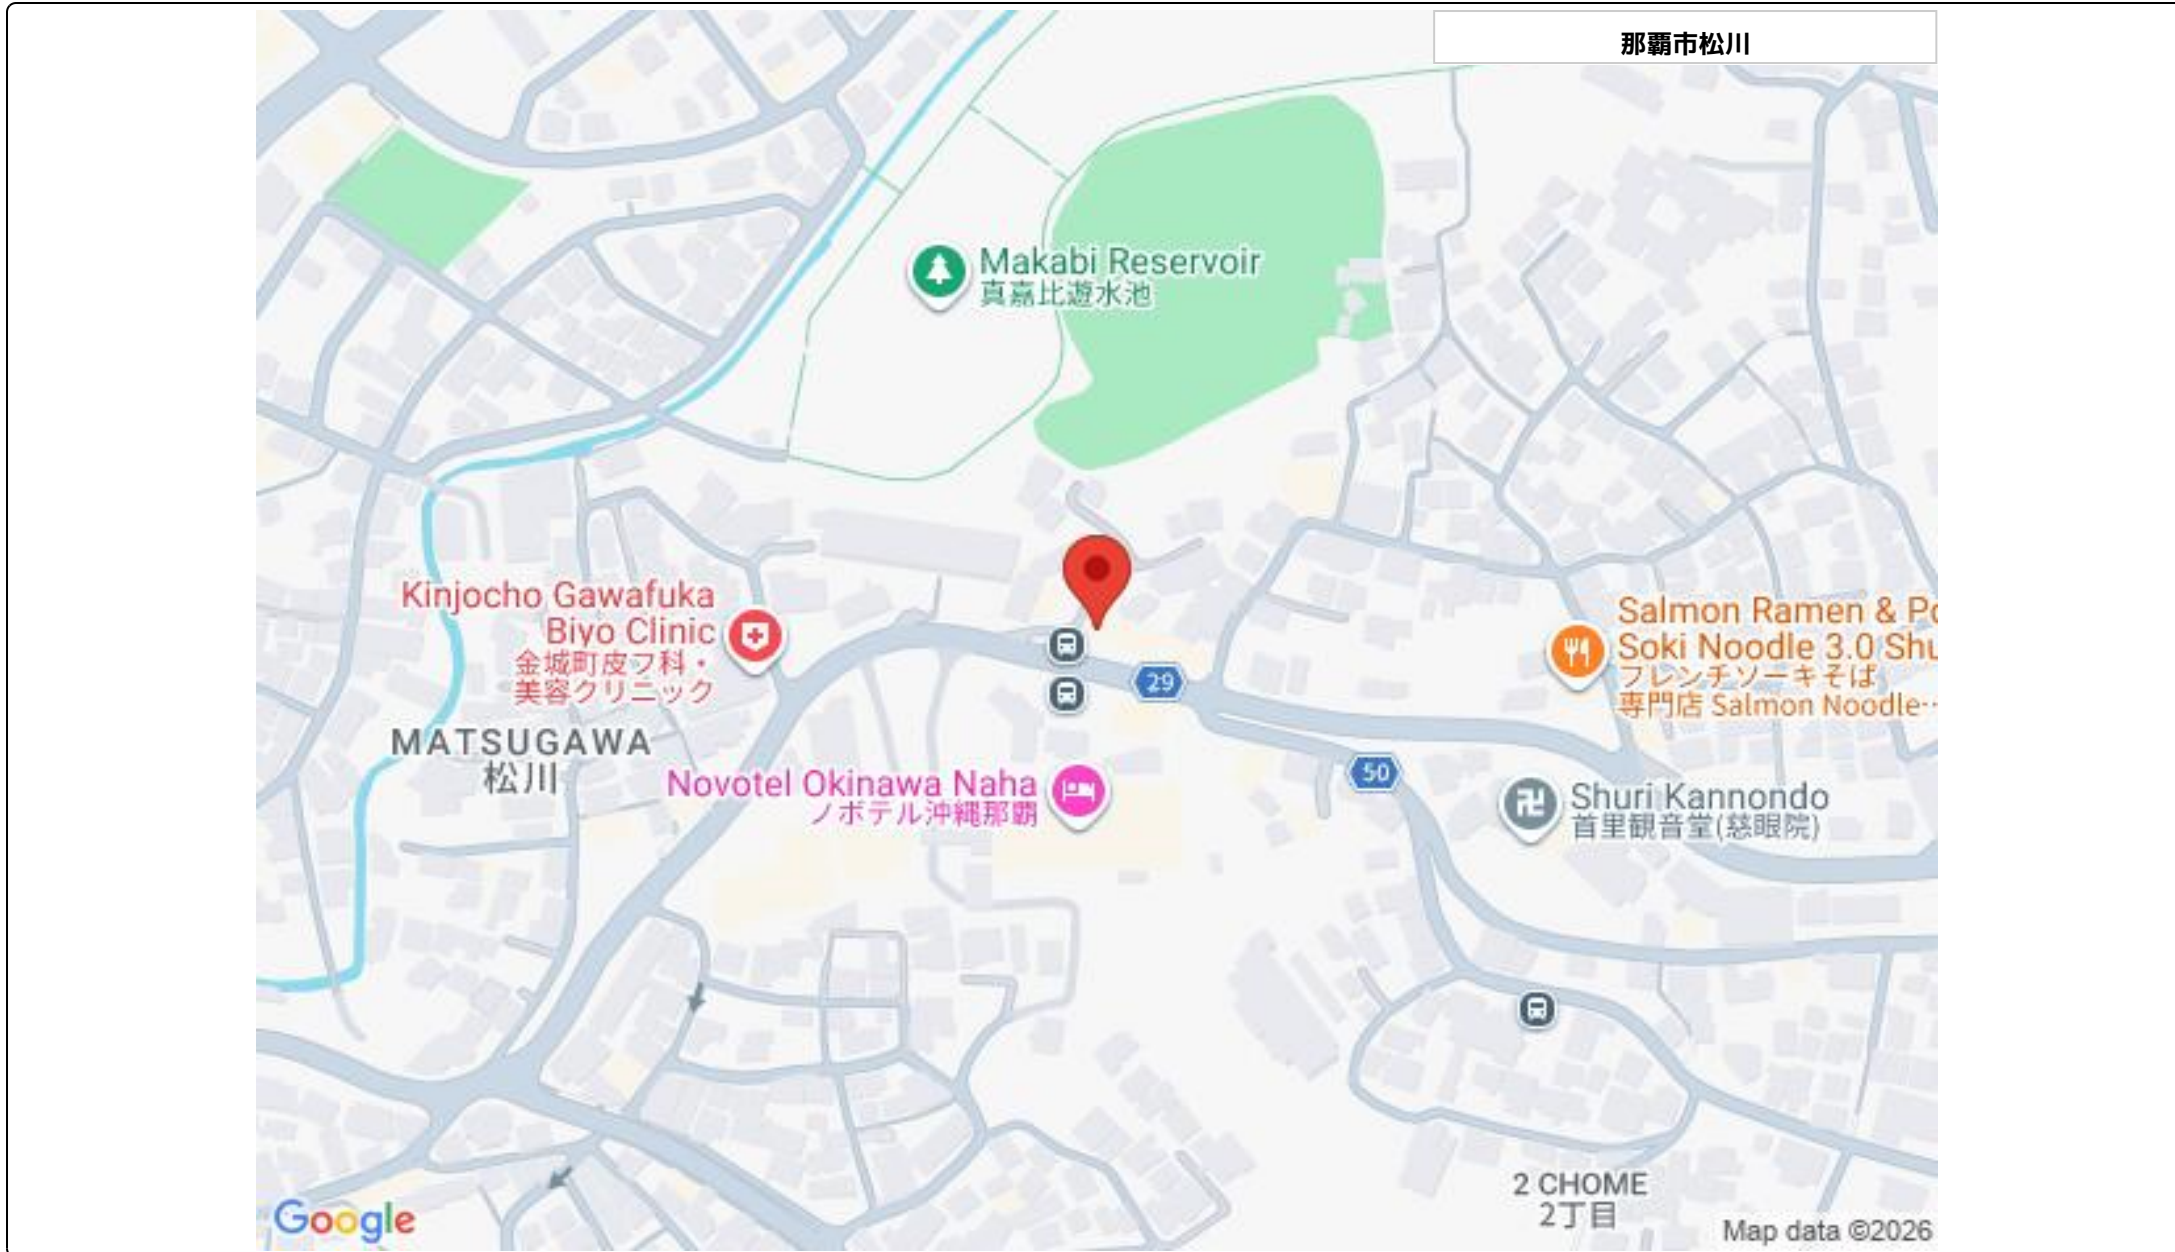 那覇市松川
Makabi Reservoir
真嘉比遊水池
Kinjocho Gawafuka
Biyo Clinic
金城町皮フ科・
美容クリニック
29
Salmon Ramen & Po
Soki Noodle 3.0 Shu
フレンチソーキそば
専門店 Salmon Noodle…
MATSUGAWA
松川
Novotel Okinawa Naha
ノボテル沖縄那覇
50
Shuri Kannondo
首里観音堂(慈眼院)
2 CHOME
2丁目
Google
Map data ©2026